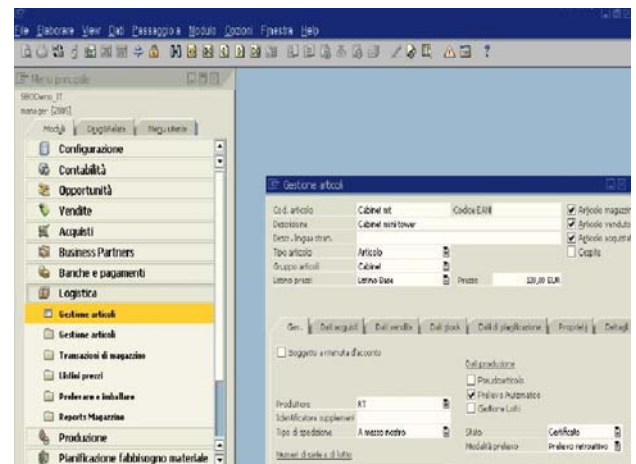 File Elaborare View Dati Passaggio a Modulo Opzioni Finestra Help
Menu principale
SBODemo_IT
manager [2005]
Moduli Drag&Relate Menu utente
Configurazione
Contabilità
Opportunità
Vendite
Acquisti
Business Partners
Banche e pagamenti
Logistica
Gestione articoli
Gestione articoli
Transazioni di magazzino
Listini prezzi
Prelevare e imballare
Reports Magazzino
Produzione
Pianificazione fabbisogno materiale
Gestione articoli
Cod. articolo Cabinet mt Codice EAN Articolo magazzin
Descrizione Cabinet mini tower Articolo venduto
Descr. lingua stran. Articolo acquistat
Tipo articolo Articolo Cespite
Gruppo articoli Cabinet
Listino prezzi Listino Base Prezzo EUR
Gen. Dati acquisti Dati vendite Dati stock Dati di pianificazione Proprietà Dettagli
Soggetto a ritenuta d'acconto
Dati produzione
Pseudoarticolo
Produttore RT Prelievo Automatico
Identificatore supplement Gestione Lotti
Tipo di spedizione A mezzo nostro Stato Certificato
Modalità prelievo Prelievo retroattivo
Numeri di serie e di lotto